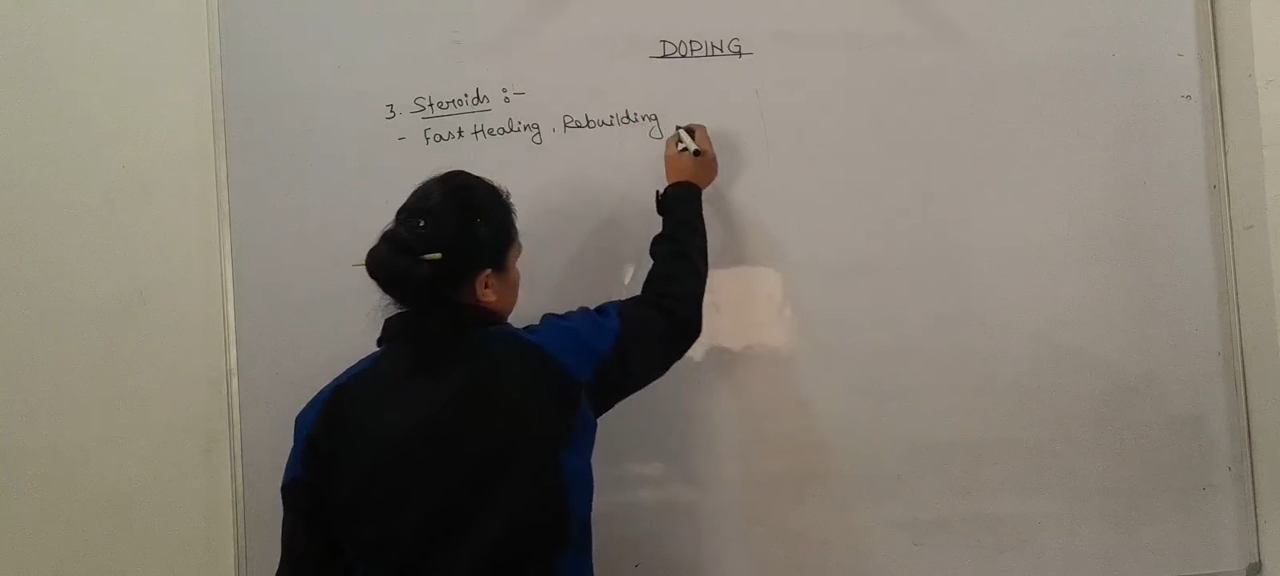 DOPING
3. Steroids :-
- Fast Healing, Rebuilding